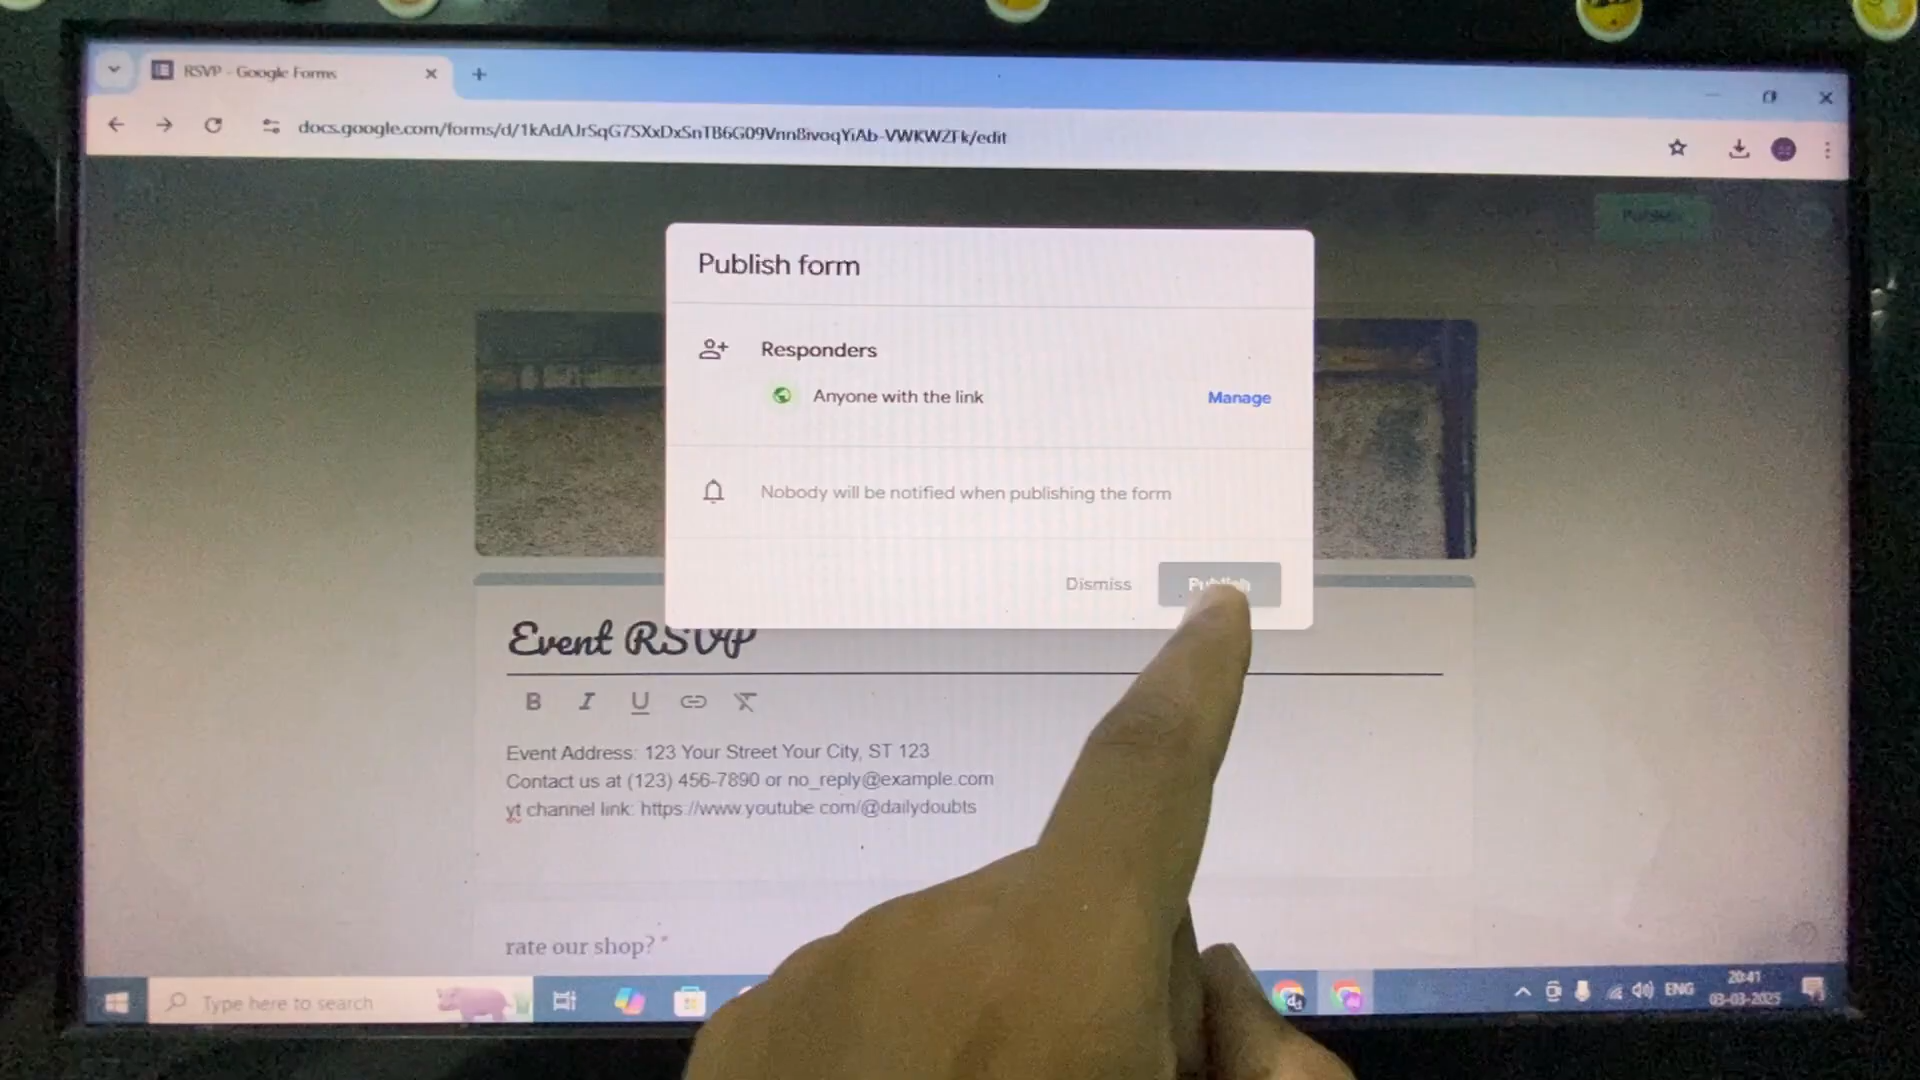 RSVP - Google Forms
docs.google.com/forms/d/1kAdAJrSqG7SXxDxSnTB6G09Vnn8ivoqYiAb-VWKWZFk/edit
Publish
Publish form
Responders
Anyone with the link
Manage
Nobody will be notified when publishing the form
Dismiss
Publish
Event RSVP
B I U
Event Address: 123 Your Street Your City, ST 123
Contact us at (123) 456-7890 or no_reply@example.com
yt channel link: https://www.youtube.com/@dailydoubts
rate our shop? *
Type here to search
ENG
20:41
03-03-2025